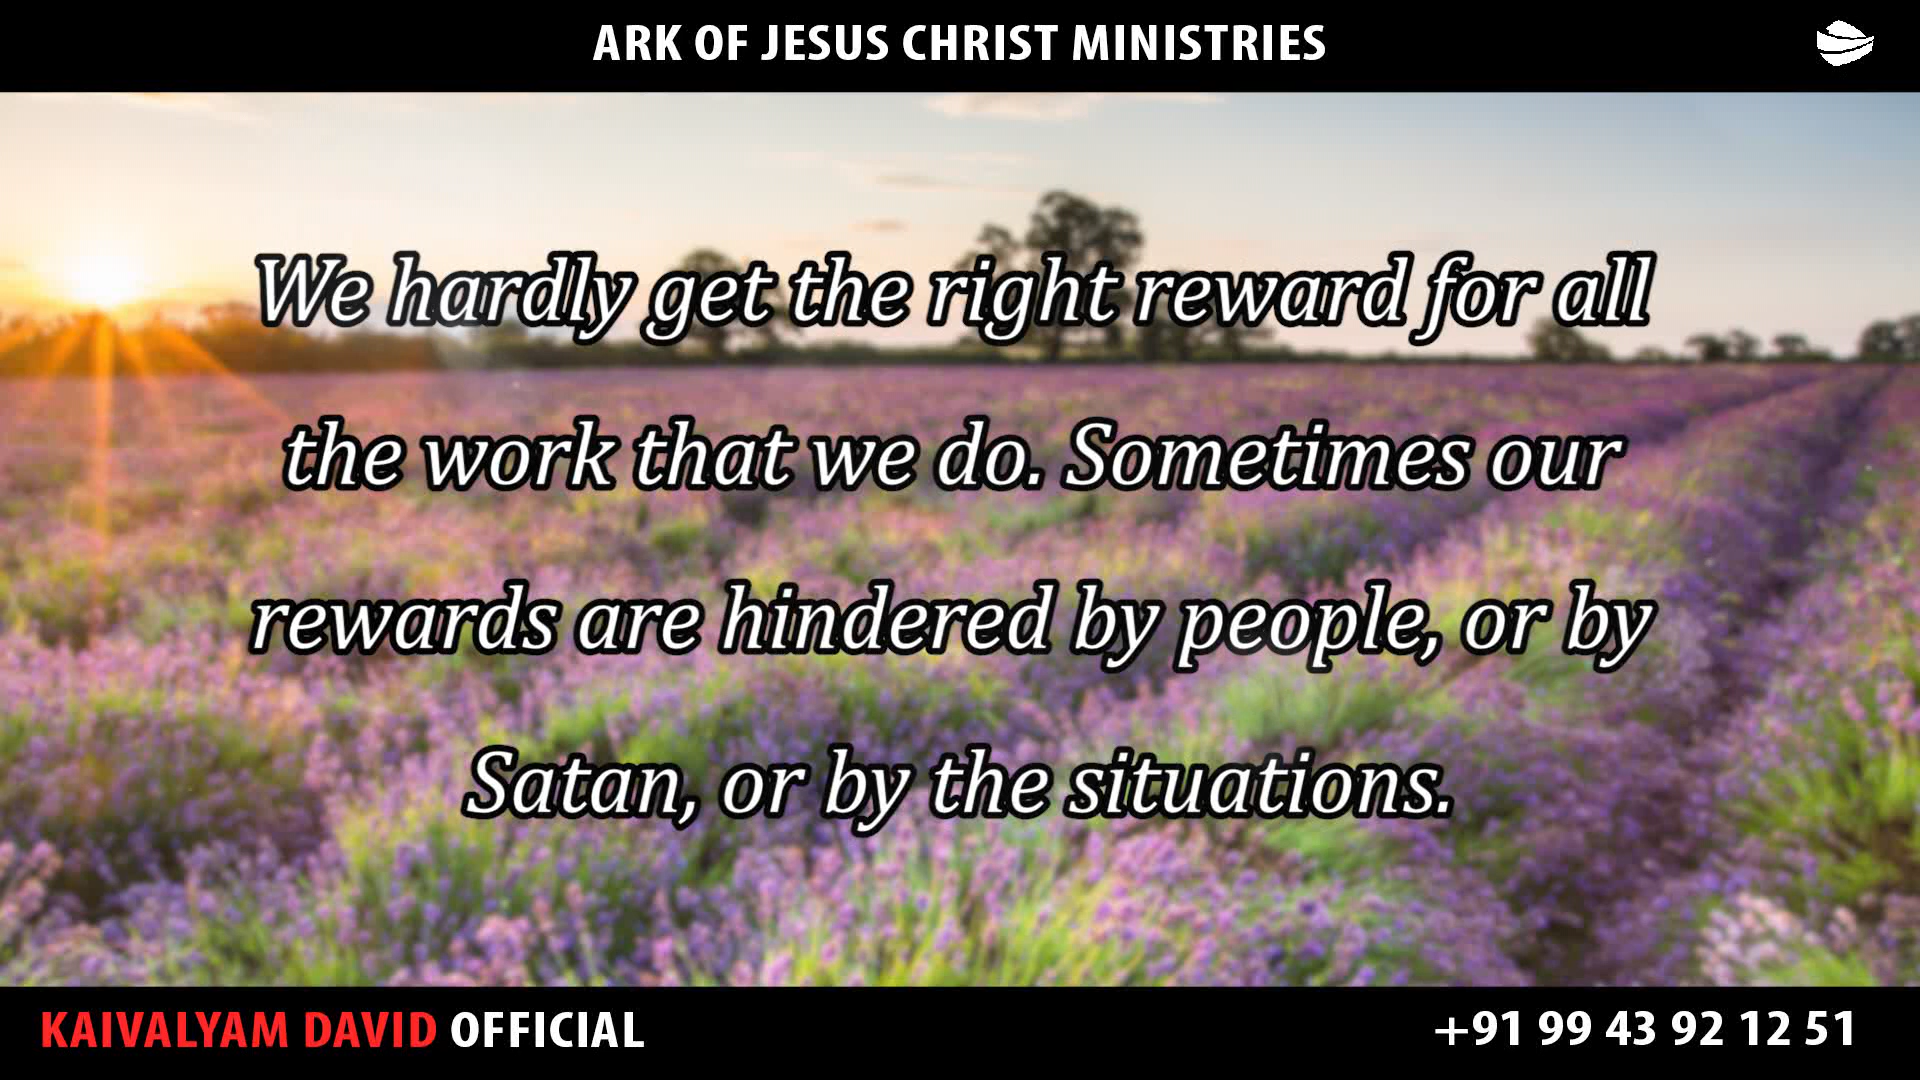 ARK OF JESUS CHRIST MINISTRIES
We hardly get the right reward for all
the work that we do. Sometimes our
rewards are hindered by people, or by
Satan, or by the situations.
KAIVALYAM DAVID OFFICIAL
+91 99 43 92 12 51